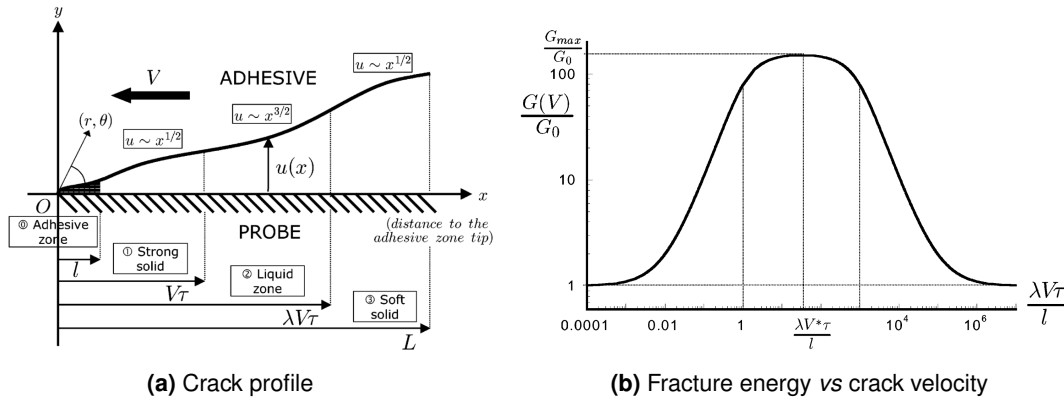 y
V
ADHESIVE
u ∼ x^{1/2}
(r, θ)
u ∼ x^{3/2}
u ∼ x^{1/2}
u(x)
O
x
⓪ Adhesive
zone
PROBE
(distance to the
adhesive zone tip)
l
① Strong
solid
② Liquid
zone
Vτ
③ Soft
solid
λVτ
L
(a) Crack profile
G_{max}/G_0
100
G(V)/G_0
10
1
0.0001
0.01
1
λV*τ/l
10^4
10^6
λVτ/l
(b) Fracture energy vs crack velocity